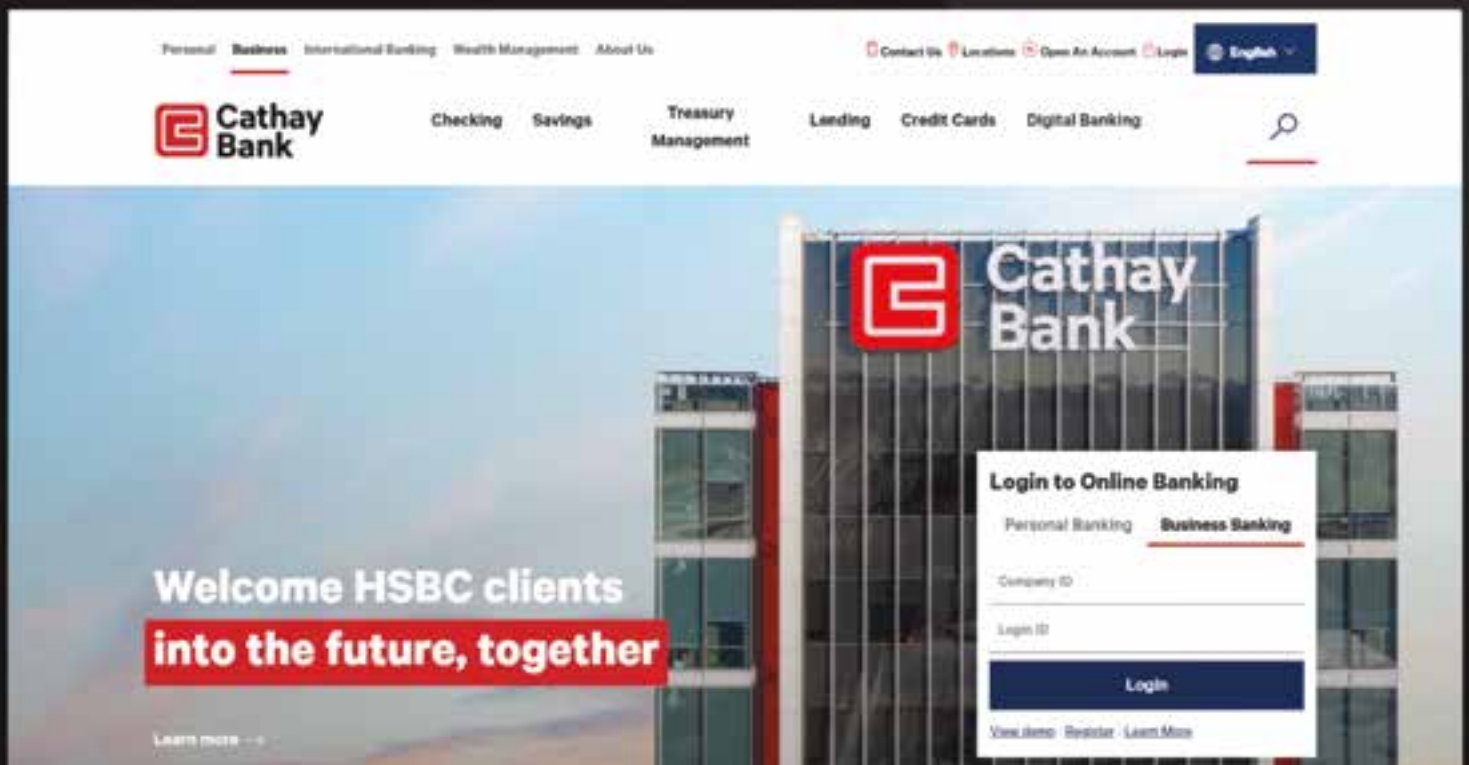 Personal Business International Banking Wealth Management About Us
Contact Us Locations Open An Account Login English
Cathay
Bank
Checking Savings Treasury Management Lending Credit Cards Digital Banking
Cathay
Bank
Welcome HSBC clients
into the future, together
Learn more
Login to Online Banking
Personal Banking Business Banking
Company ID
Login ID
Login
View demo Register Learn More